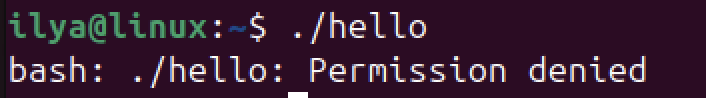 ilya@linux:~$ ./hello
bash: ./hello: Permission denied